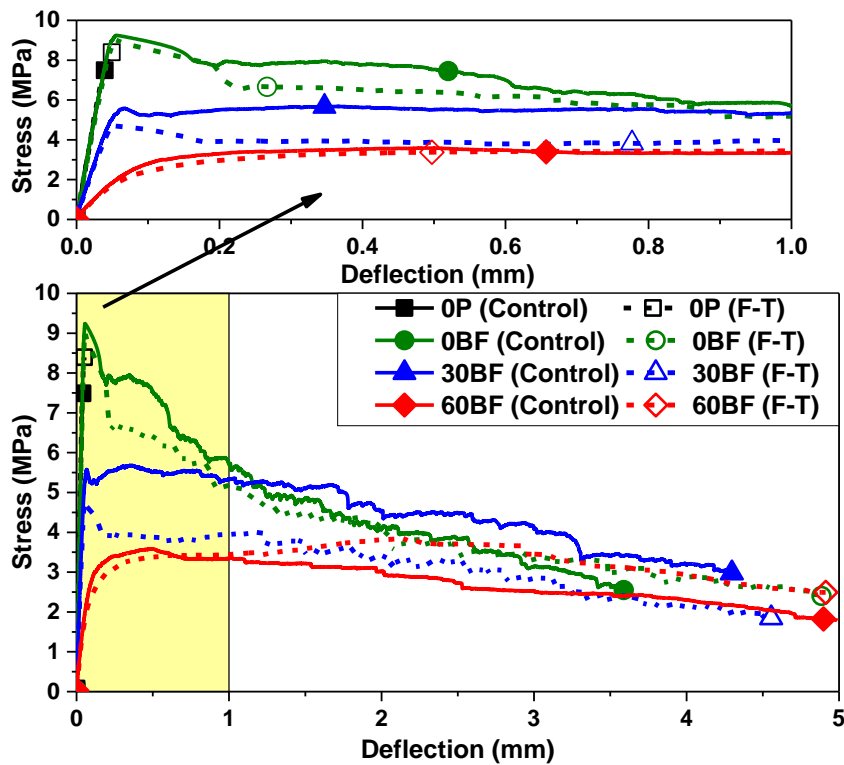 10
8
6
4
2
0
Stress (MPa)
0.0 0.2 0.4 0.6 0.8 1.0
Deflection (mm)
10
9
8
7
6
5
4
3
2
1
0
Stress (MPa)
0P (Control) 0P (F-T)
0BF (Control) 0BF (F-T)
30BF (Control) 30BF (F-T)
60BF (Control) 60BF (F-T)
0 1 2 3 4 5
Deflection (mm)